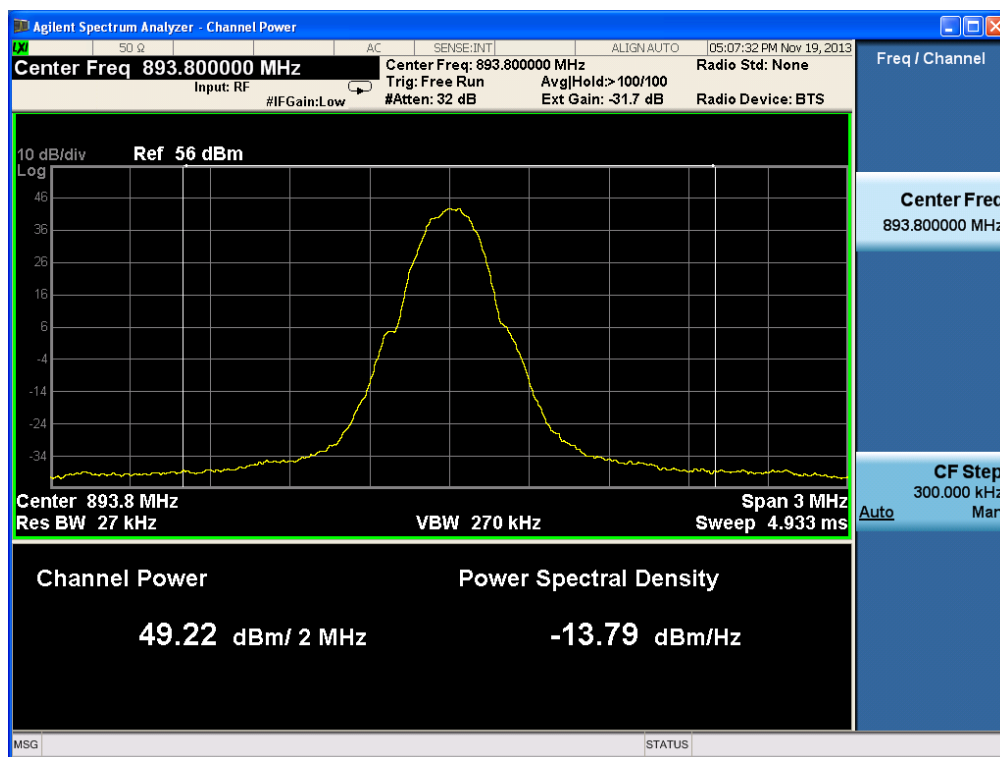 Agilent Spectrum Analyzer - Channel Power
LXI 50 Ω AC SENSE:INT ALIGN AUTO 05:07:32 PM Nov 19, 2013
Center Freq 893.800000 MHz
Input: RF
#IFGain:Low
Center Freq: 893.800000 MHz
Trig: Free Run Avg|Hold:> 100/100
#Atten: 32 dB Ext Gain: -31.7 dB
Radio Std: None
Radio Device: BTS
10 dB/div Ref 56 dBm
Log
46
36
26
16
6
-4
-14
-24
-34
Center 893.8 MHz Span 3 MHz
Res BW 27 kHz VBW 270 kHz Sweep 4.933 ms
Channel Power Power Spectral Density
49.22 dBm/ 2 MHz -13.79 dBm/Hz
Freq / Channel
Center Freq
893.800000 MHz
CF Step
300.000 kHz
Auto Man
MSG STATUS